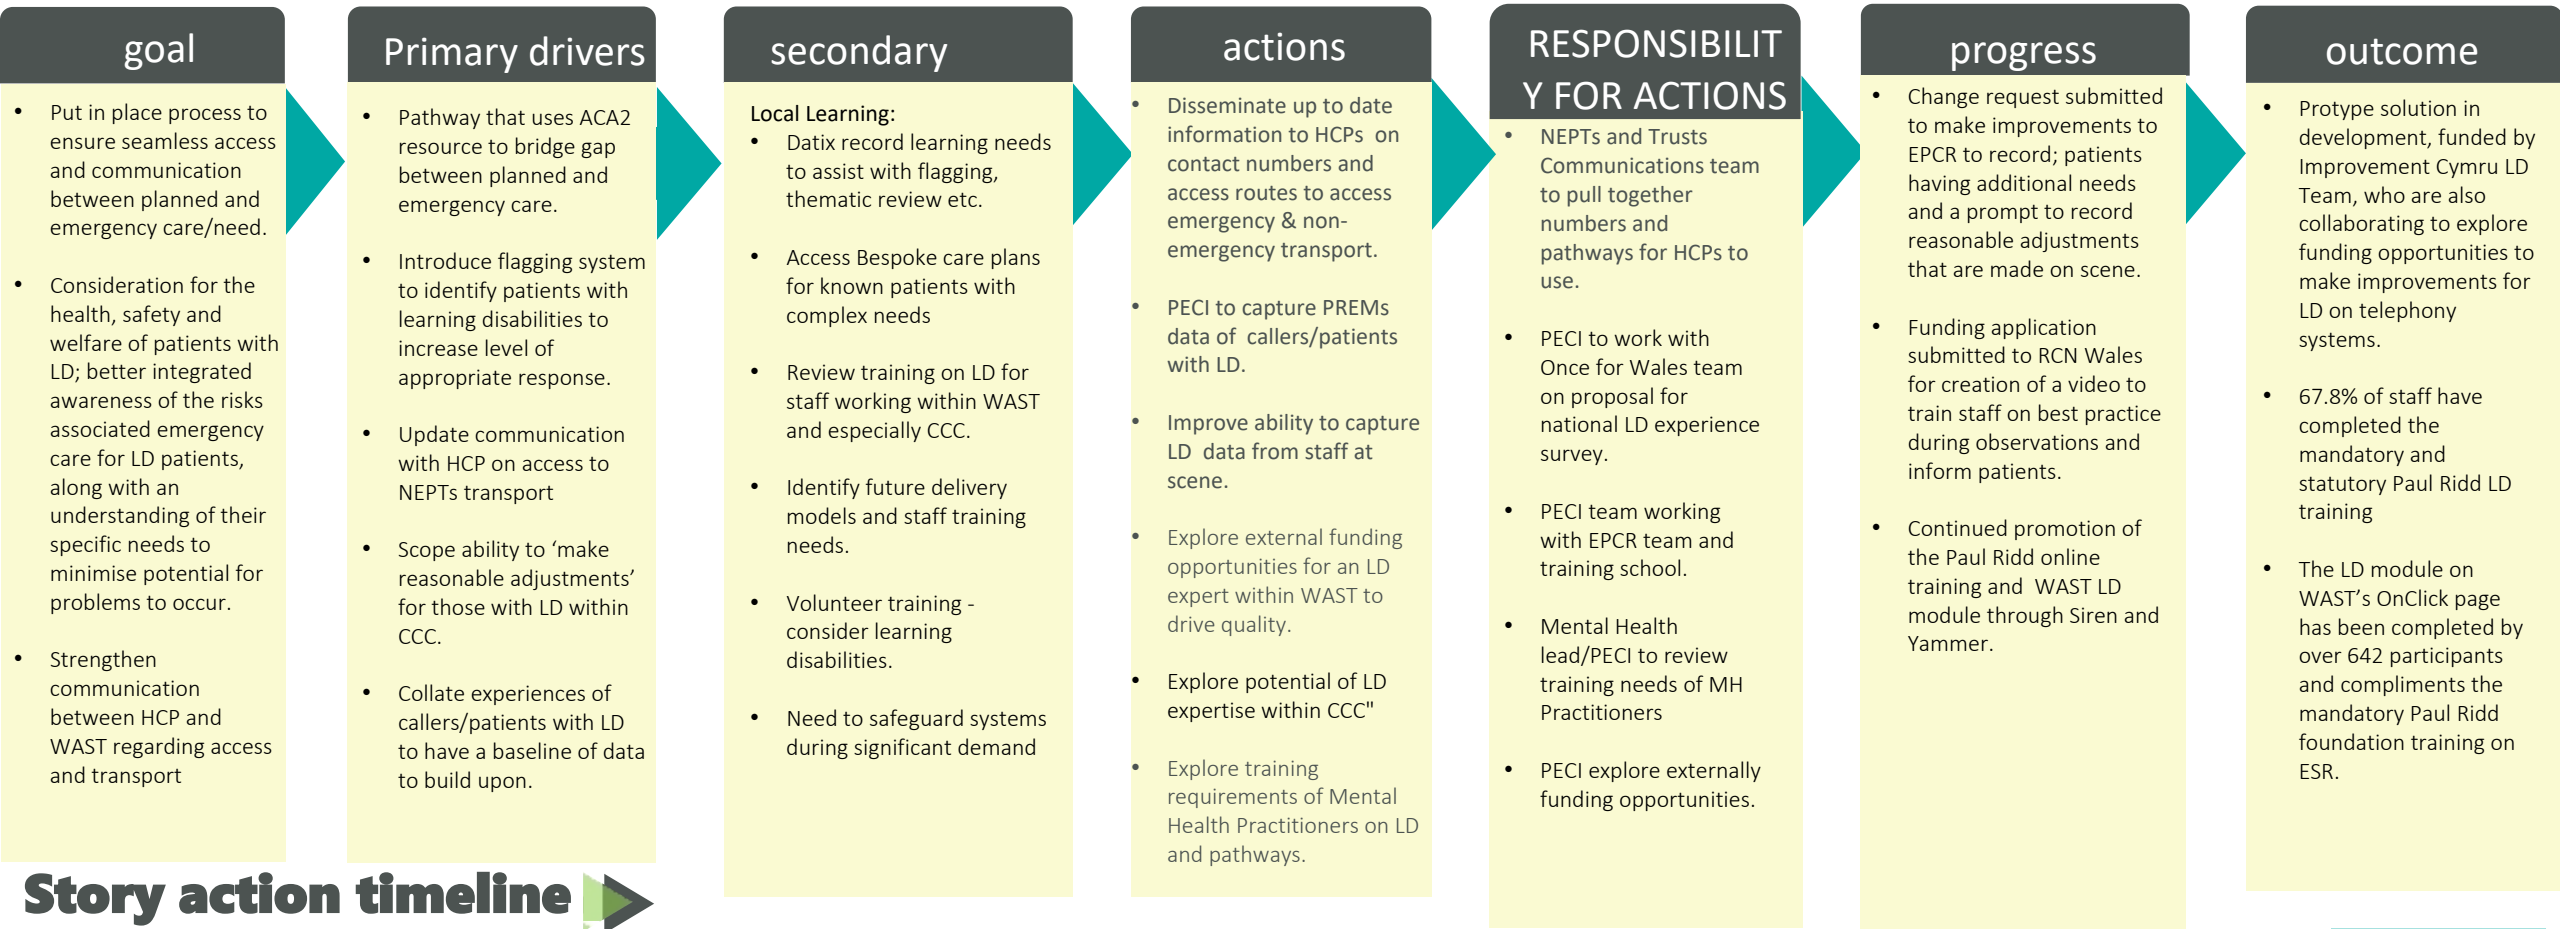 goal
• Put in place process to
ensure seamless access
and communication
between planned and
emergency care/need.
• Consideration for the
health, safety and
welfare of patients with
LD; better integrated
awareness of the risks
associated emergency
care for LD patients,
along with an
understanding of their
specific needs to
minimise potential for
problems to occur.
• Strengthen
communication
between HCP and
WAST regarding access
and transport
Primary drivers
• Pathway that uses ACA2
resource to bridge gap
between planned and
emergency care.
• Introduce flagging system
to identify patients with
learning disabilities to
increase level of
appropriate response.
• Update communication
with HCP on access to
NEPTs transport
• Scope ability to ‘make
reasonable adjustments’
for those with LD within
CCC.
• Collate experiences of
callers/patients with LD
to have a baseline of data
to build upon.
secondary
Local Learning:
• Datix record learning needs
to assist with flagging,
thematic review etc.
• Access Bespoke care plans
for known patients with
complex needs
• Review training on LD for
staff working within WAST
and especially CCC.
• Identify future delivery
models and staff training
needs.
• Volunteer training -
consider learning
disabilities.
• Need to safeguard systems
during significant demand
actions
• Disseminate up to date
information to HCPs on
contact numbers and
access routes to access
emergency & non-
emergency transport.
• PECI to capture PREMs
data of callers/patients
with LD.
• Improve ability to capture
LD data from staff at
scene.
• Explore external funding
opportunities for an LD
expert within WAST to
drive quality.
• Explore potential of LD
expertise within CCC"
• Explore training
requirements of Mental
Health Practitioners on LD
and pathways.
RESPONSIBILIT
Y FOR ACTIONS
• NEPTs and Trusts
Communications team
to pull together
numbers and
pathways for HCPs to
use.
• PECI to work with
Once for Wales team
on proposal for
national LD experience
survey.
• PECI team working
with EPCR team and
training school.
• Mental Health
lead/PECI to review
training needs of MH
Practitioners
• PECI explore externally
funding opportunities.
progress
• Change request submitted
to make improvements to
EPCR to record; patients
having additional needs
and a prompt to record
reasonable adjustments
that are made on scene.
• Funding application
submitted to RCN Wales
for creation of a video to
train staff on best practice
during observations and
inform patients.
• Continued promotion of
the Paul Ridd online
training and WAST LD
module through Siren and
Yammer.
outcome
• Protype solution in
development, funded by
Improvement Cymru LD
Team, who are also
collaborating to explore
funding opportunities to
make improvements for
LD on telephony
systems.
• 67.8% of staff have
completed the
mandatory and
statutory Paul Ridd LD
training
• The LD module on
WAST’s OnClick page
has been completed by
over 642 participants
and compliments the
mandatory Paul Ridd
foundation training on
ESR.
Story action timeline